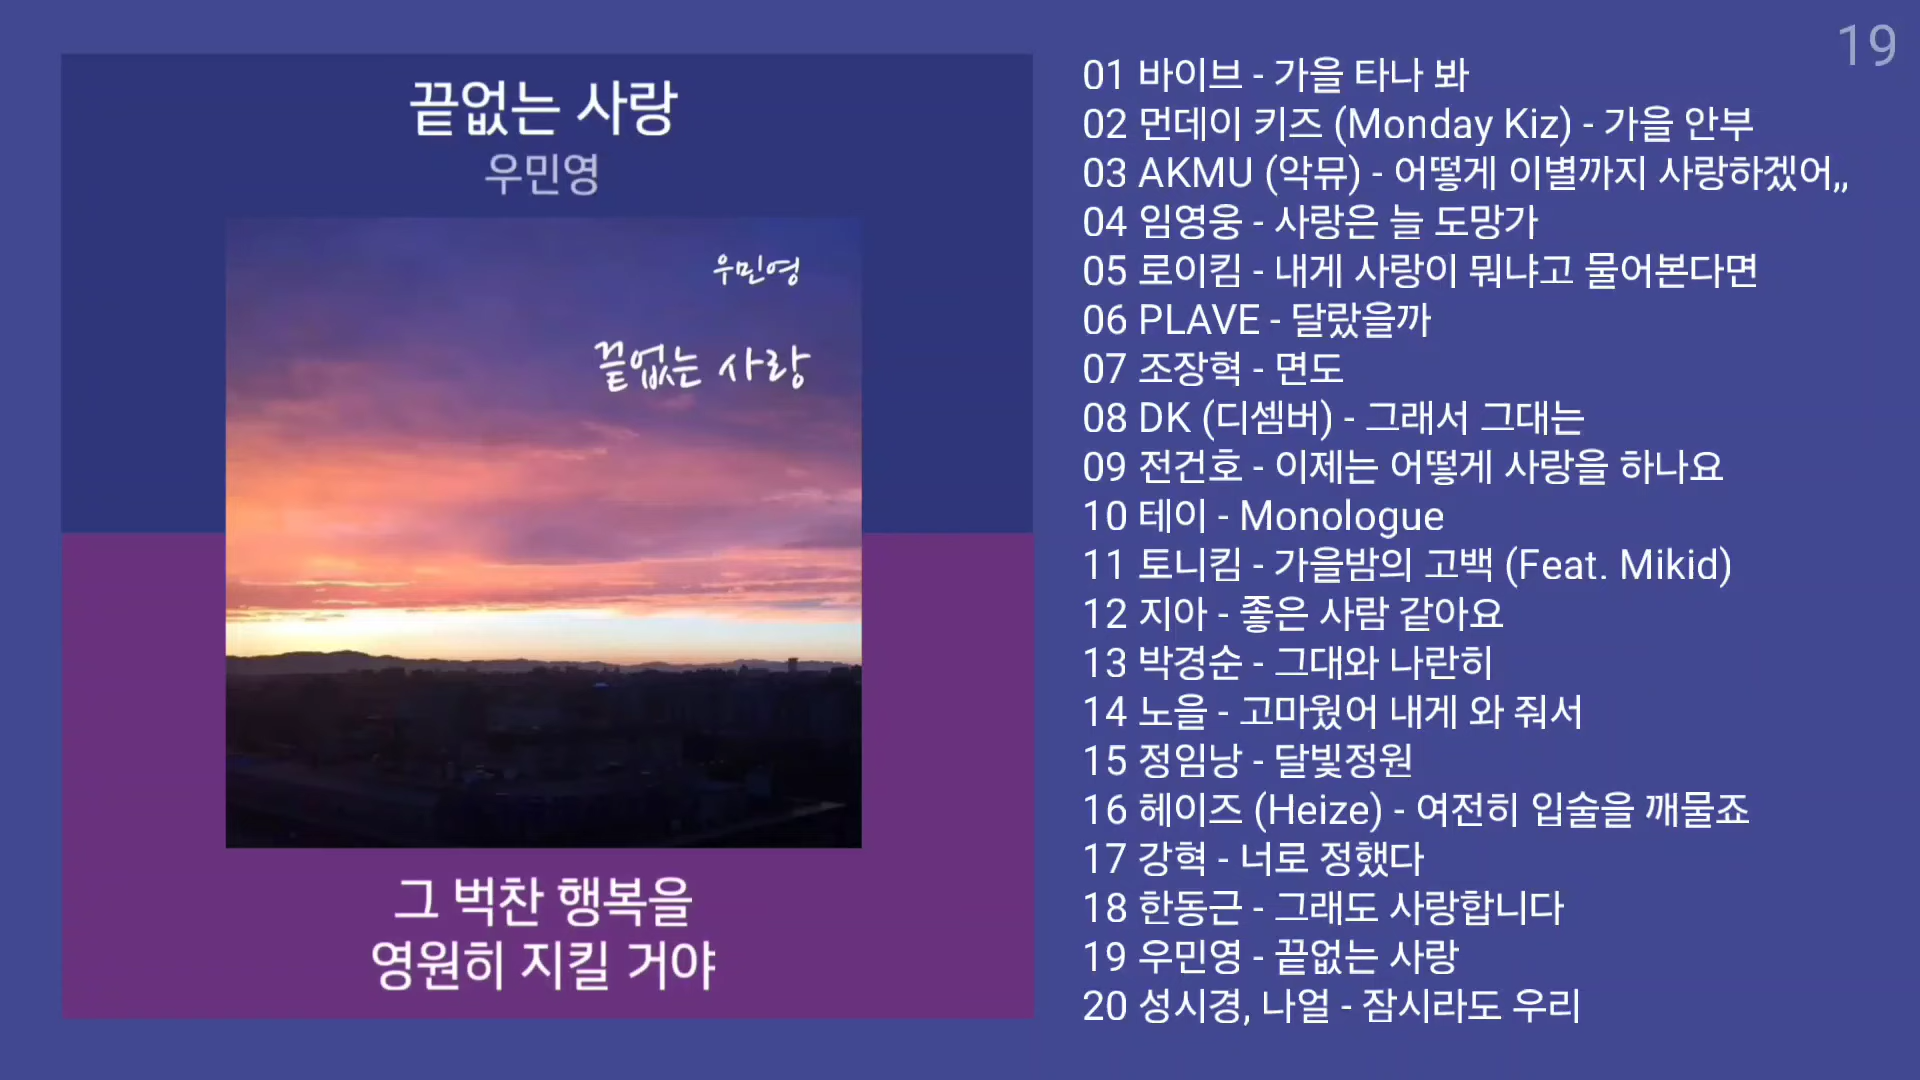 19
끝없는 사랑
우민영
우민영
끝없는 사랑
그 벅찬 행복을
영원히 지킬 거야
01 바이브 - 가을 타나 봐
02 먼데이 키즈 (Monday Kiz) - 가을 안부
03 AKMU (악뮤) - 어떻게 이별까지 사랑하겠어,,
04 임영웅 - 사랑은 늘 도망가
05 로이킴 - 내게 사랑이 뭐냐고 물어본다면
06 PLAVE - 달랐을까
07 조장혁 - 면도
08 DK (디셈버) - 그래서 그대는
09 전건호 - 이제는 어떻게 사랑을 하나요
10 테이 - Monologue
11 토니킴 - 가을밤의 고백 (Feat. Mikid)
12 지아 - 좋은 사람 같아요
13 박경순 - 그대와 나란히
14 노을 - 고마웠어 내게 와 줘서
15 정임낭 - 달빛정원
16 헤이즈 (Heize) - 여전히 입술을 깨물죠
17 강혁 - 너로 정했다
18 한동근 - 그래도 사랑합니다
19 우민영 - 끝없는 사랑
20 성시경, 나얼 - 잠시라도 우리